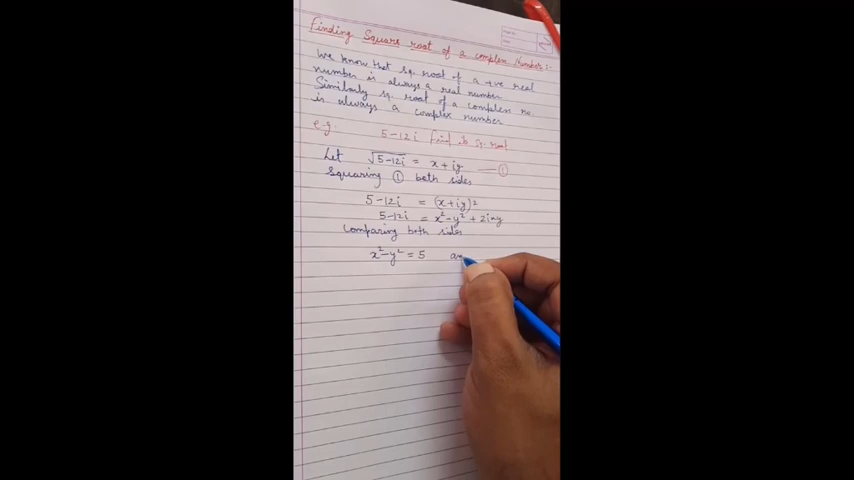 Finding Square root of a complex Number:-
We know that sq. root of a +ve real
number is always a real number
Similarly sq. root of a complex no.
is always a complex number
e.g. 5-12i find its sq. root
Let √5-12i = x+iy —— ①
Squaring ① both sides
5-12i = (x+iy)²
5-12i = x²-y² + 2ixy
Comparing both sides
x²-y² = 5 an